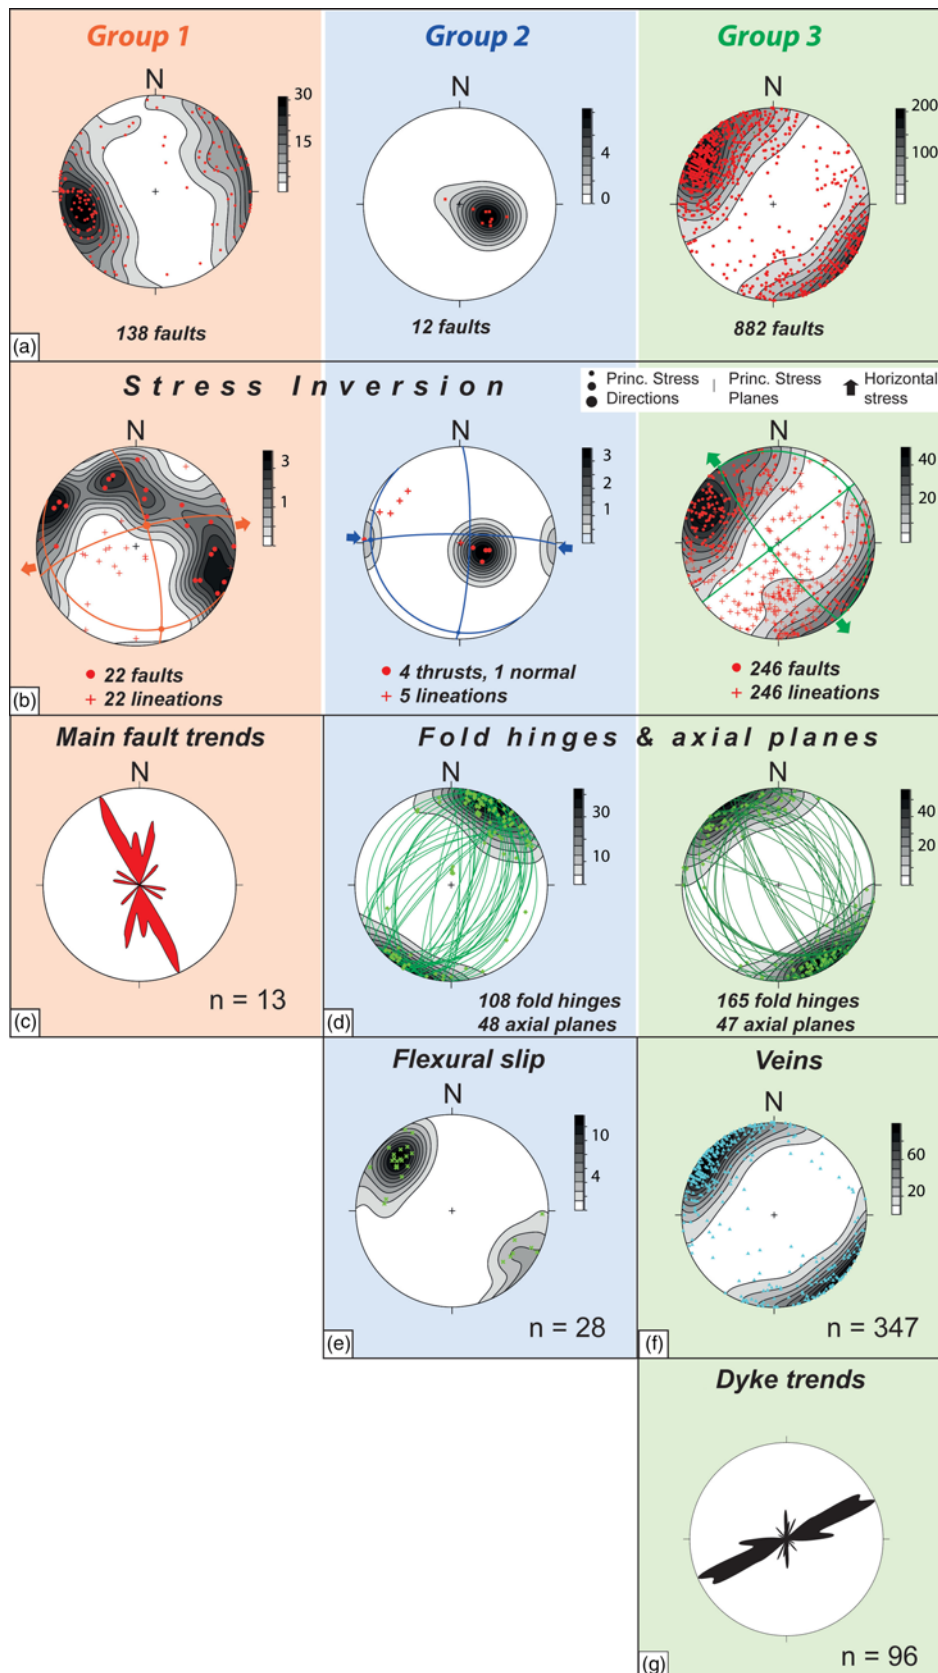 Group 1
Group 2
Group 3
N
30
15
4
0
N
200
100
138 faults
12 faults
882 faults
(a)
Stress Inversion
Princ. Stress Directions
Princ. Stress Planes
Horizontal stress
N
3
1
3
2
1
N
40
20
22 faults
22 lineations
4 thrusts, 1 normal
5 lineations
246 faults
246 lineations
(b)
Main fault trends
Fold hinges & axial planes
N
N
30
10
N
40
20
n = 13
108 fold hinges
48 axial planes
165 fold hinges
47 axial planes
(c)
(d)
Flexural slip
Veins
N
10
4
N
60
20
n = 28
n = 347
(e)
(f)
Dyke trends
n = 96
(g)